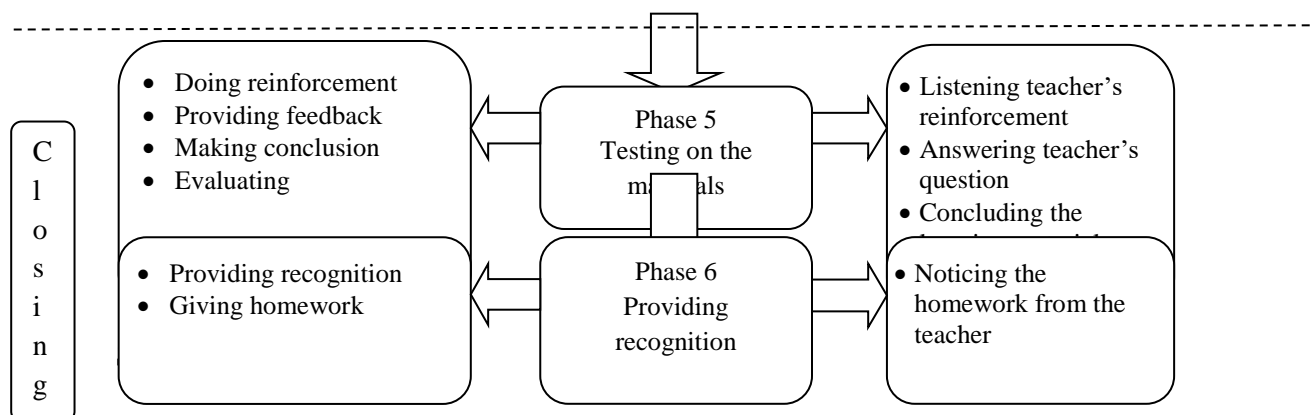 Closing
• Doing reinforcement
• Providing feedback
• Making conclusion
• Evaluating
Phase 5
Testing on the
• Listening teacher's
reinforcement
• Answering teacher's
question
• Concluding the
• Providing recognition
• Giving homework
Phase 6
Providing
recognition
• Noticing the
homework from the
teacher